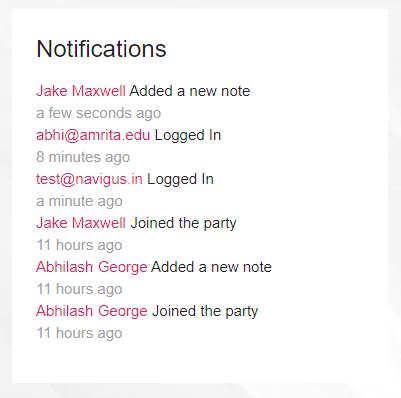 Notifications
Jake Maxwell Added a new note
a few seconds ago
abhi@amrita.edu Logged In
8 minutes ago
test@navigus.in Logged In
a minute ago
Jake Maxwell Joined the party
11 hours ago
Abhilash George Added a new note
11 hours ago
Abhilash George Joined the party
11 hours ago